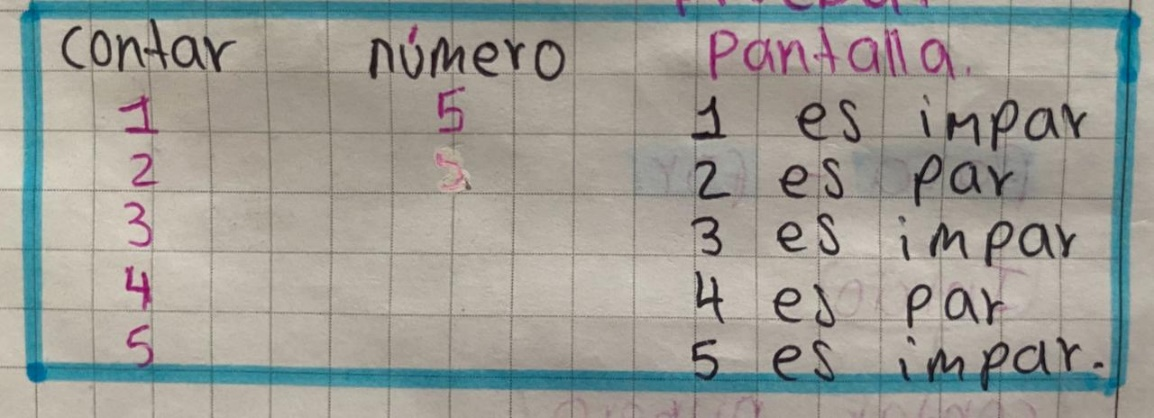 contar número Pantalla.
1 5 1 es impar
2 2 es par
3 3 es impar
4 4 es par
5 5 es impar.